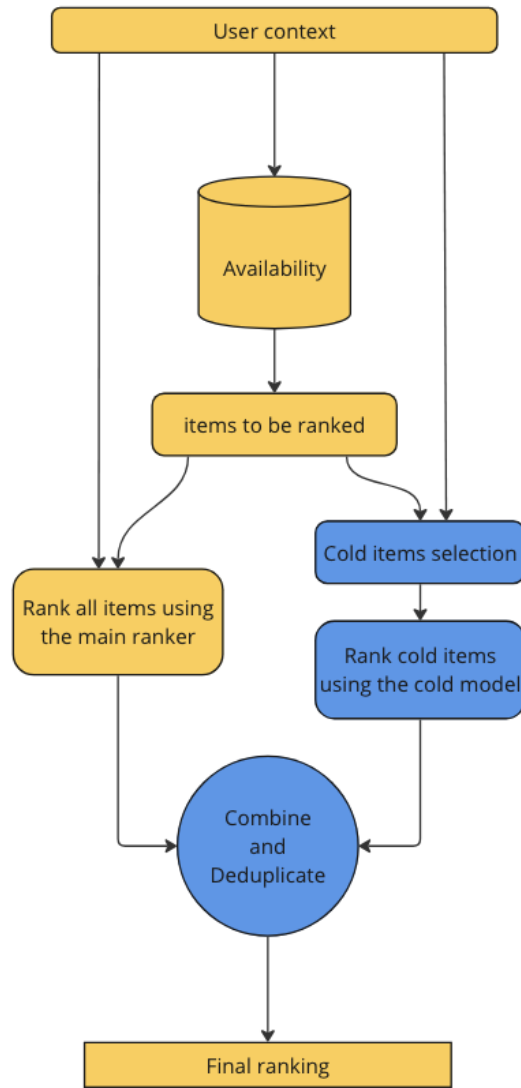 User context
Availability
items to be ranked
Cold items selection
Rank all items using
the main ranker
Rank cold items
using the cold model
Combine
and
Deduplicate
Final ranking